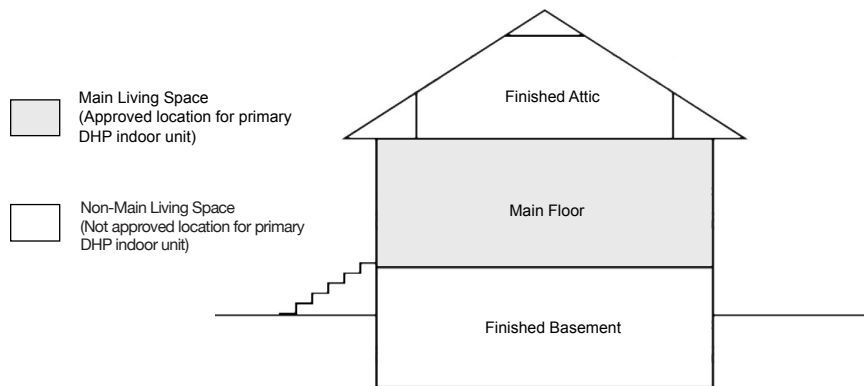 Main Living Space
(Approved location for primary
DHP indoor unit)
Non-Main Living Space
(Not approved location for primary
DHP indoor unit)
Finished Attic
Main Floor
Finished Basement